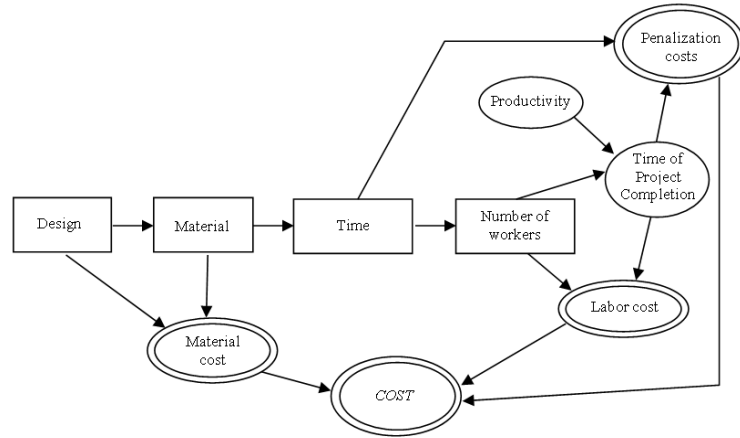 Penalization
costs
Productivity
Time of
Project
Completion
Design
Material
Time
Number of
workers
Labor cost
Material
cost
COST